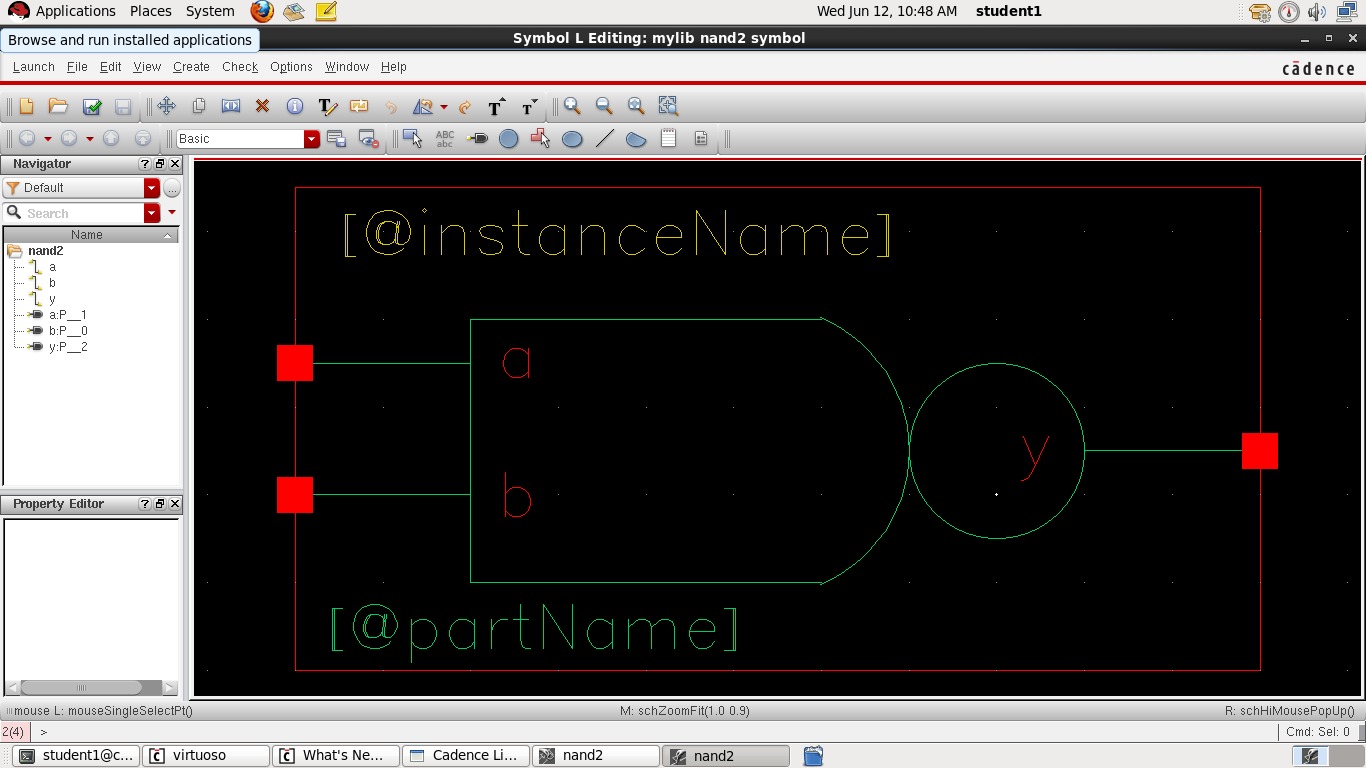 Applications Places System Wed Jun 12, 10:48 AM student1
Browse and run installed applications
Symbol L Editing: mylib nand2 symbol
Launch File Edit View Create Check Options Window Help
cādence
T T T
Basic
ABC
abc
Navigator
Default
...
Search
Name
nand2
a
b
y
a:P__1
b:P__0
y:P__2
Property Editor
[@instanceName]
a
b
y
[@partName]
mouse L: mouseSingleSelectPt() M: schZoomFit(1.0 0.9) R: schHiMousePopUp()
2(4) > Cmd: Sel: 0
student1@c... virtuoso What's Ne... Cadence Li... nand2 nand2